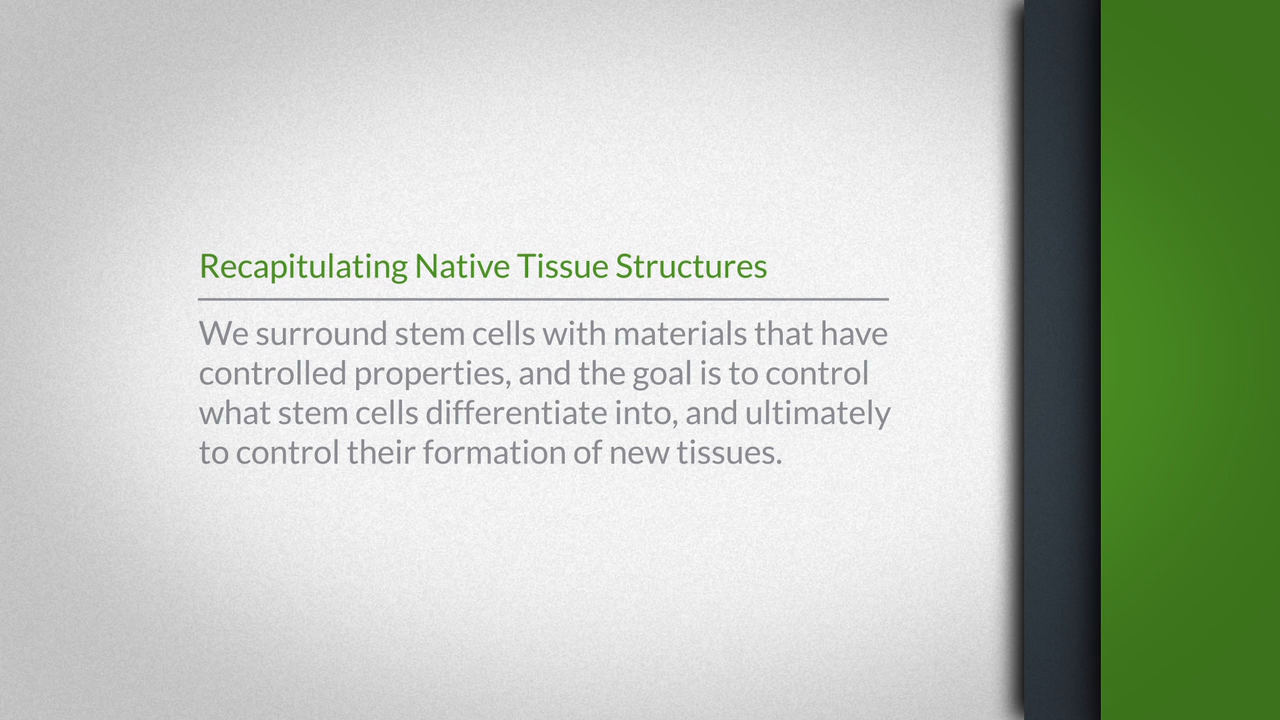 Recapitulating Native Tissue Structures
We surround stem cells with materials that have
controlled properties, and the goal is to control
what stem cells differentiate into, and ultimately
to control their formation of new tissues.